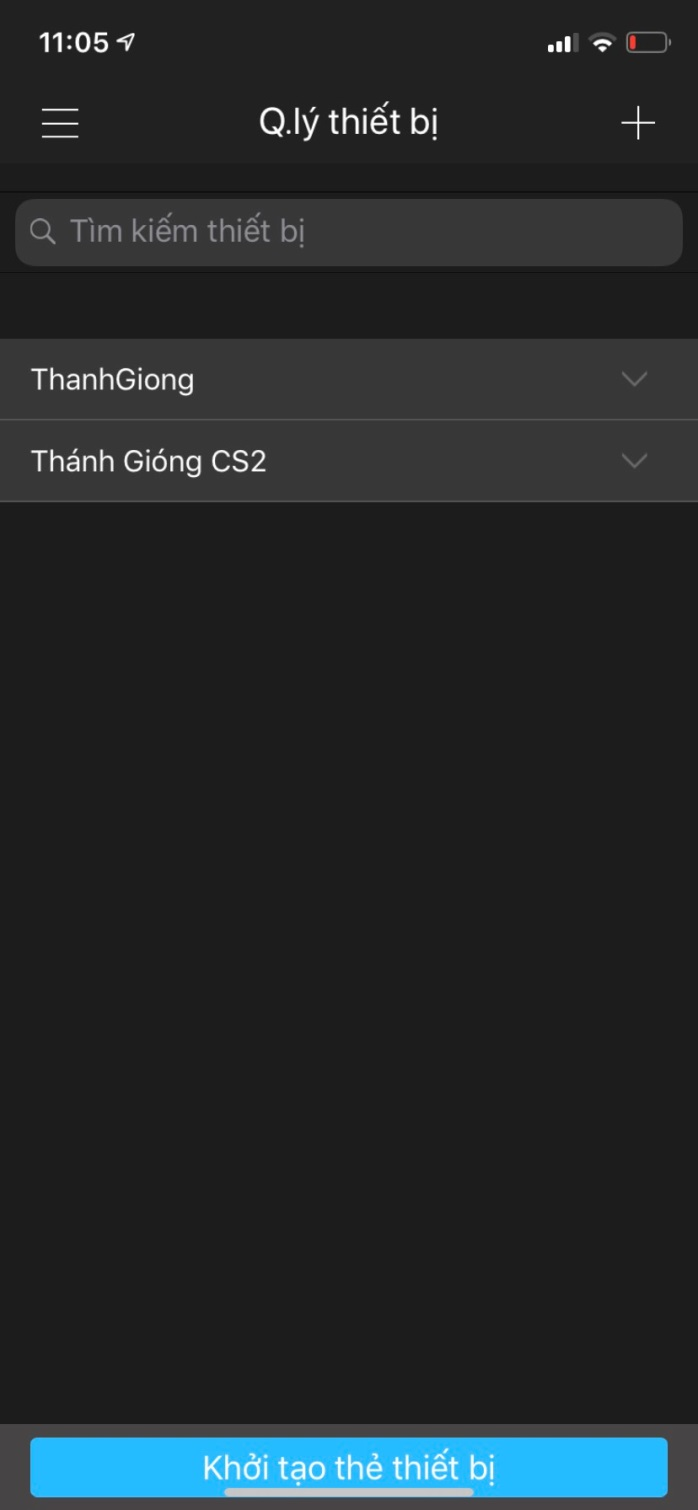 11:05
Q.lý thiết bị
Tìm kiếm thiết bị
ThanhGiong
Thánh Gióng CS2
Khởi tạo thẻ thiết bị